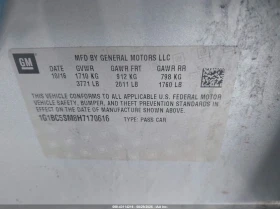 GM
MFD BY GENERAL MOTORS LLC
DATE GVWR GAWR FRT GAWR RR
10/16 1710 KG 912 KG 798 KG
3771 LB 2011 LB 1760 LB
THIS VEHICLE CONFORMS TO ALL APPLICABLE U.S. FEDERAL MOTOR
VEHICLE SAFETY, BUMPER, AND THEFT PREVENTION STANDARDS IN
EFFECT ON THE DATE OF MANUFACTURE SHOWN ABOVE.
TYPE: PASS CAR